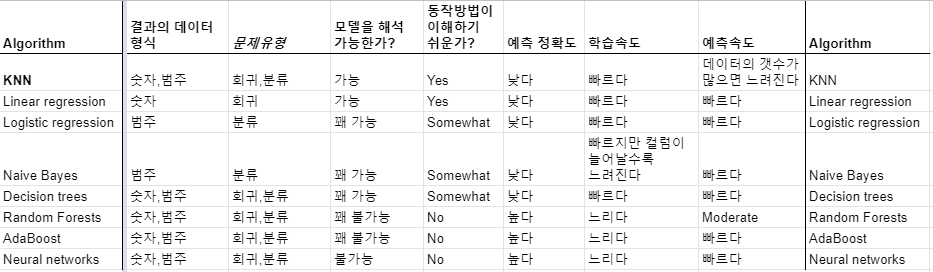 Algorithm 결과의 데이터 형식 문제유형 모델을 해석 가능한가? 동작방법이 이해하기 쉬운가? 예측 정확도 학습속도 예측속도 Algorithm
KNN 숫자,범주 회귀,분류 가능 Yes 낮다 빠르다 데이터의 갯수가 많으면 느려진다 KNN
Linear regression 숫자 회귀 가능 Yes 낮다 빠르다 빠르다 Linear regression
Logistic regression 범주 분류 꽤 가능 Somewhat 낮다 빠르다 빠르다 Logistic regression
Naive Bayes 범주 분류 꽤 가능 Somewhat 낮다 빠르지만 컬럼이 늘어날수록 느려진다 빠르다 Naive Bayes
Decision trees 숫자,범주 회귀,분류 꽤 가능 Somewhat 낮다 빠르다 빠르다 Decision trees
Random Forests 숫자,범주 회귀,분류 꽤 불가능 No 높다 느리다 Moderate Random Forests
AdaBoost 숫자,범주 회귀,분류 꽤 불가능 No 높다 느리다 빠르다 AdaBoost
Neural networks 숫자,범주 회귀,분류 불가능 No 높다 느리다 빠르다 Neural networks